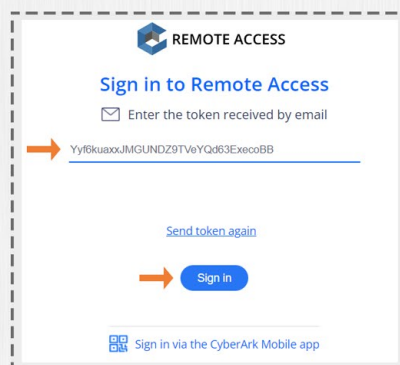 REMOTE ACCESS
Sign in to Remote Access
Enter the token received by email
Yyf6kuaxxJMGUNDZ9TVeYQd63ExecoBB
Send token again
Sign in
Sign in via the CyberArk Mobile app